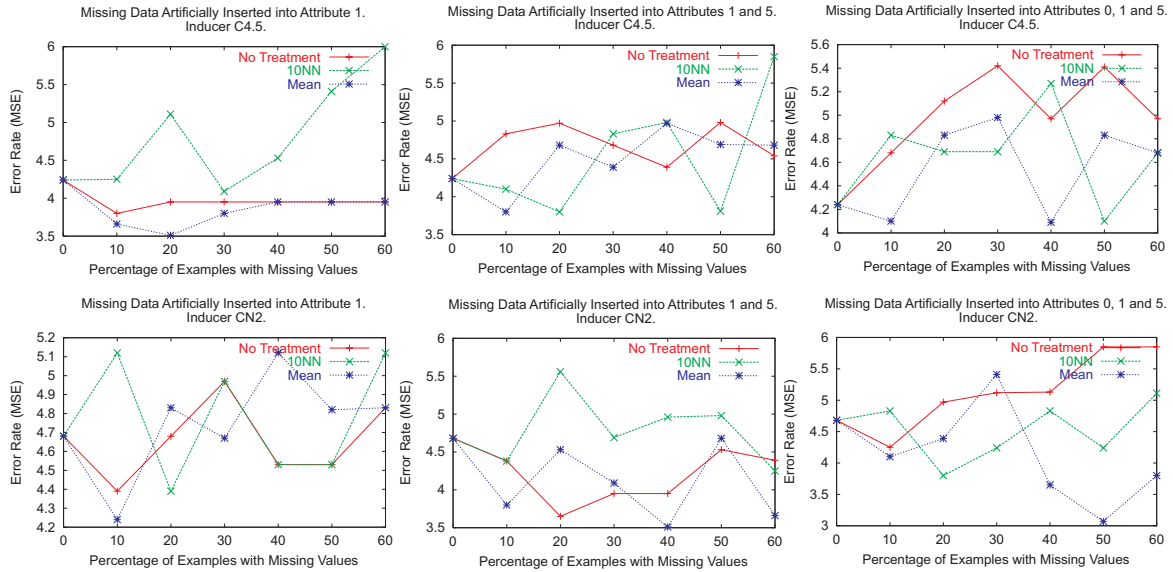 Missing Data Artificially Inserted into Attribute 1.
Inducer C4.5.
No Treatment
10NN
Mean
Error Rate (MSE)
6
5.5
5
4.5
4
3.5
0 10 20 30 40 50 60
Percentage of Examples with Missing Values
Missing Data Artificially Inserted into Attributes 1 and 5.
Inducer C4.5.
No Treatment
10NN
Mean
Error Rate (MSE)
6
5.5
5
4.5
4
3.5
0 10 20 30 40 50 60
Percentage of Examples with Missing Values
Missing Data Artificially Inserted into Attributes 0, 1 and 5.
Inducer C4.5.
No Treatment
10NN
Mean
Error Rate (MSE)
5.6
5.4
5.2
5
4.8
4.6
4.4
4.2
4
0 10 20 30 40 50 60
Percentage of Examples with Missing Values
Missing Data Artificially Inserted into Attribute 1.
Inducer CN2.
No Treatment
10NN
Mean
Error Rate (MSE)
5.2
5.1
5
4.9
4.8
4.7
4.6
4.5
4.4
4.3
4.2
0 10 20 30 40 50 60
Percentage of Examples with Missing Values
Missing Data Artificially Inserted into Attributes 1 and 5.
Inducer CN2.
No Treatment
10NN
Mean
Error Rate (MSE)
6
5.5
5
4.5
4
3.5
0 10 20 30 40 50 60
Percentage of Examples with Missing Values
Missing Data Artificially Inserted into Attributes 0, 1 and 5.
Inducer CN2.
No Treatment
10NN
Mean
Error Rate (MSE)
6
5.5
5
4.5
4
3.5
3
0 10 20 30 40 50 60
Percentage of Examples with Missing Values